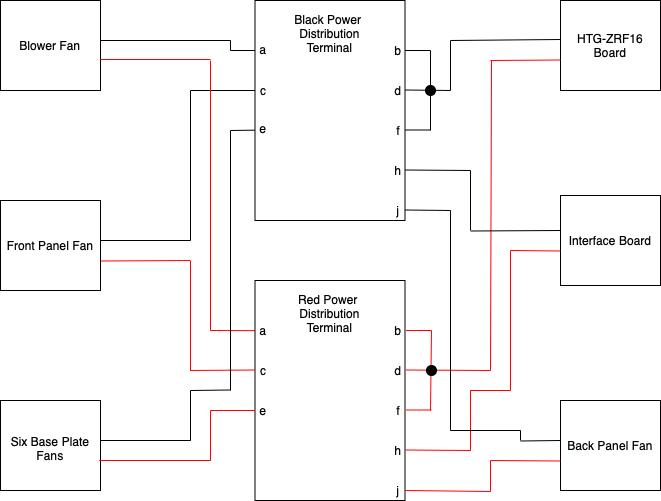 Blower Fan
Black Power
Distribution
Terminal
a
b
c
d
e
f
h
j
HTG-ZRF16
Board
Front Panel Fan
Interface Board
Red Power
Distribution
Terminal
a
b
c
d
e
f
h
j
Six Base Plate
Fans
Back Panel Fan